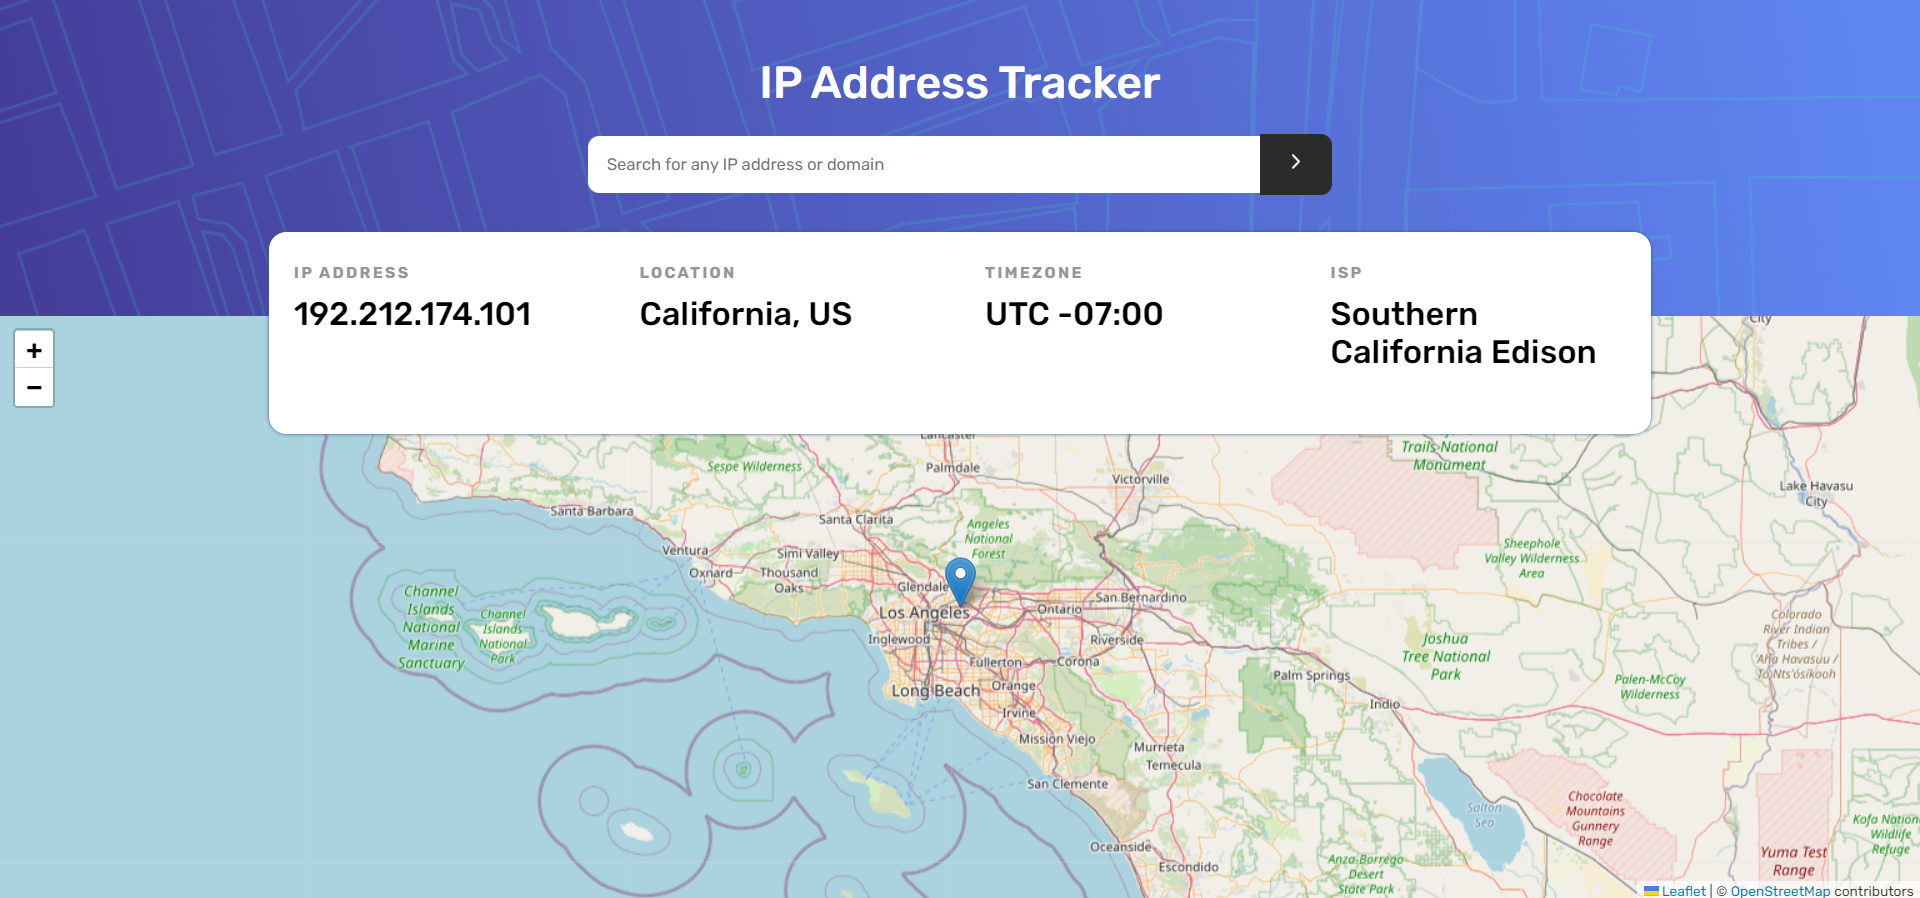 IP Address Tracker
Search for any IP address or domain
IP ADDRESS
192.212.174.101
LOCATION
California, US
TIMEZONE
UTC -07:00
ISP
Southern
California Edison
+
−
City
Lancaster
Sespe Wilderness
Palmdale
Victorville
Trails National
Monument
Lake Havasu
City
Santa Barbara
Santa Clarita
Angeles
National
Forest
Ventura
Simi Valley
Sheephole
Valley Wilderness
Area
Oxnard
Thousand
Oaks
Glendale
Channel
Islands
National
Marine
Sanctuary
Channel
Islands
National
Park
Los Angeles
Ontario
San Bernardino
Inglewood
Riverside
Colorado
River Indian
Tribes /
'Aha Havasuu /
Joshua
Tree National
Park
Fullerton
Corona
Palm Springs
Long Beach
Orange
Palen-McCoy
Wilderness
Indio
Irvine
Mission Viejo
Murrieta
Temecula
San Clemente
Salton
Sea
Chocolate
Mountains
Gunnery
Range
Kofa Nation
Wildlife
Refuge
Oceanside
Escondido
Anza-Borrego
Desert
State Park
Yuma Test
Range
Leaflet | © OpenStreetMap contributors